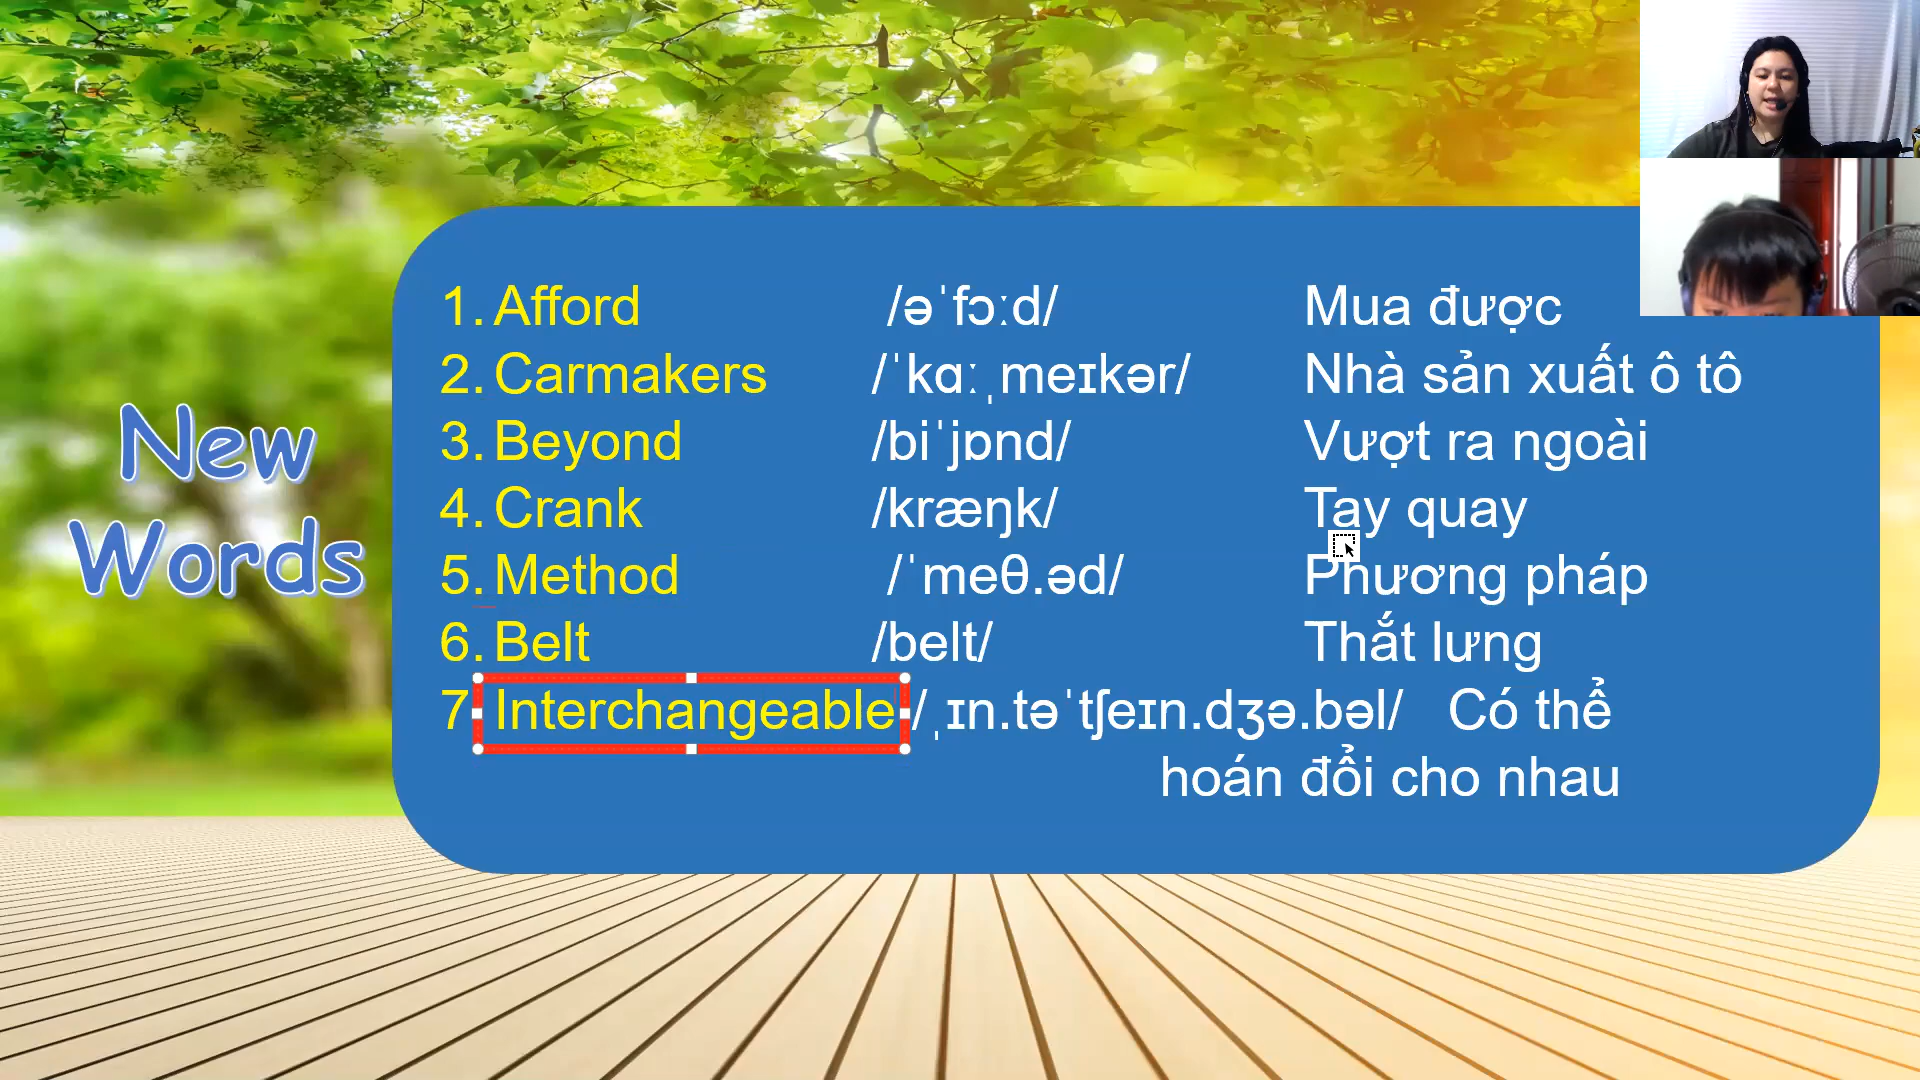 New
Words
1. Afford /əˈfɔːd/ Mua được
2. Carmakers /ˈkɑːˌmeɪkər/ Nhà sản xuất ô tô
3. Beyond /biˈjɒnd/ Vượt ra ngoài
4. Crank /kræŋk/ Tay quay
5. Method /ˈmeθ.əd/ Phương pháp
6. Belt /belt/ Thắt lưng
7 Interchangeable /ˌɪn.təˈtʃeɪn.dʒə.bəl/ Có thể
hoán đổi cho nhau